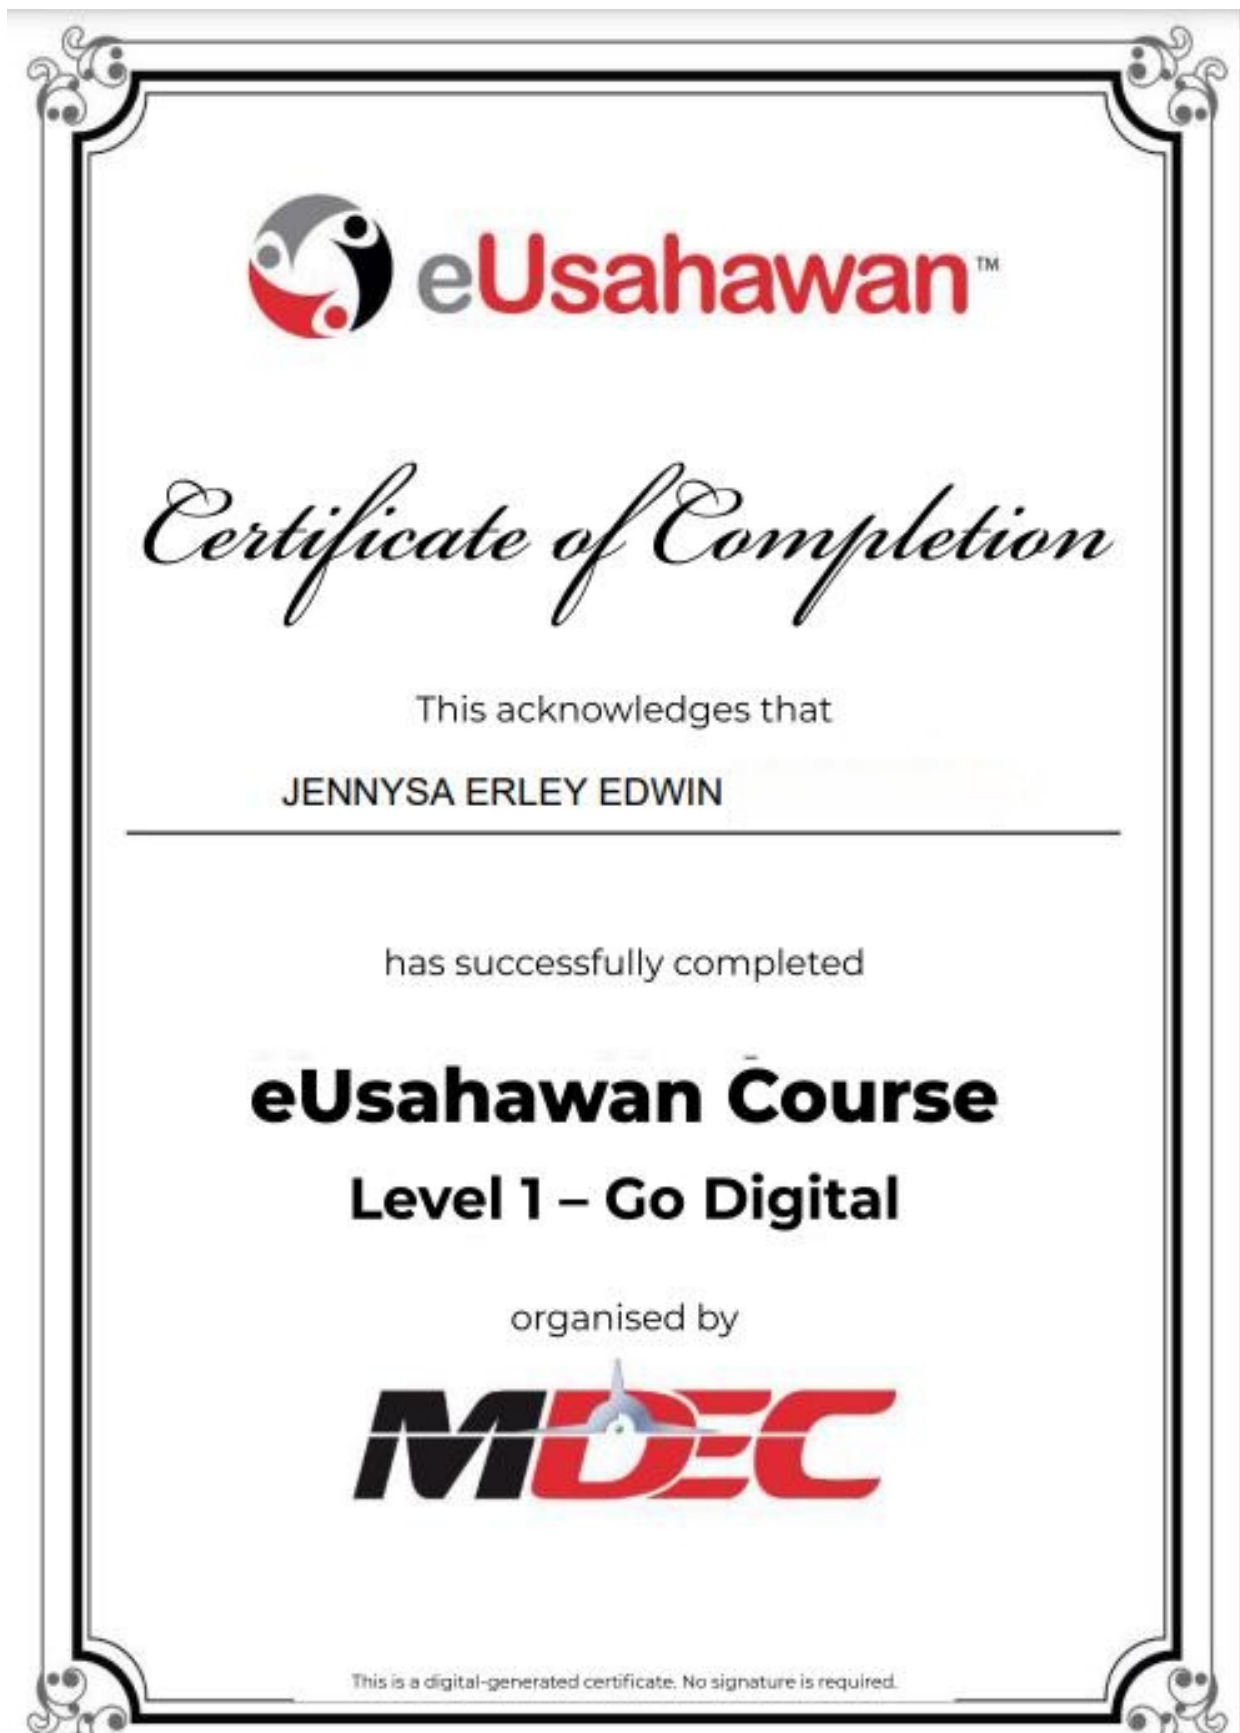 eUsahawan™
Certificate of Completion
This acknowledges that
JENNYSA ERLEY EDWIN
has successfully completed
eUsahawan Course
Level 1 – Go Digital
organised by
MDEC
This is a digital-generated certificate. No signature is required.